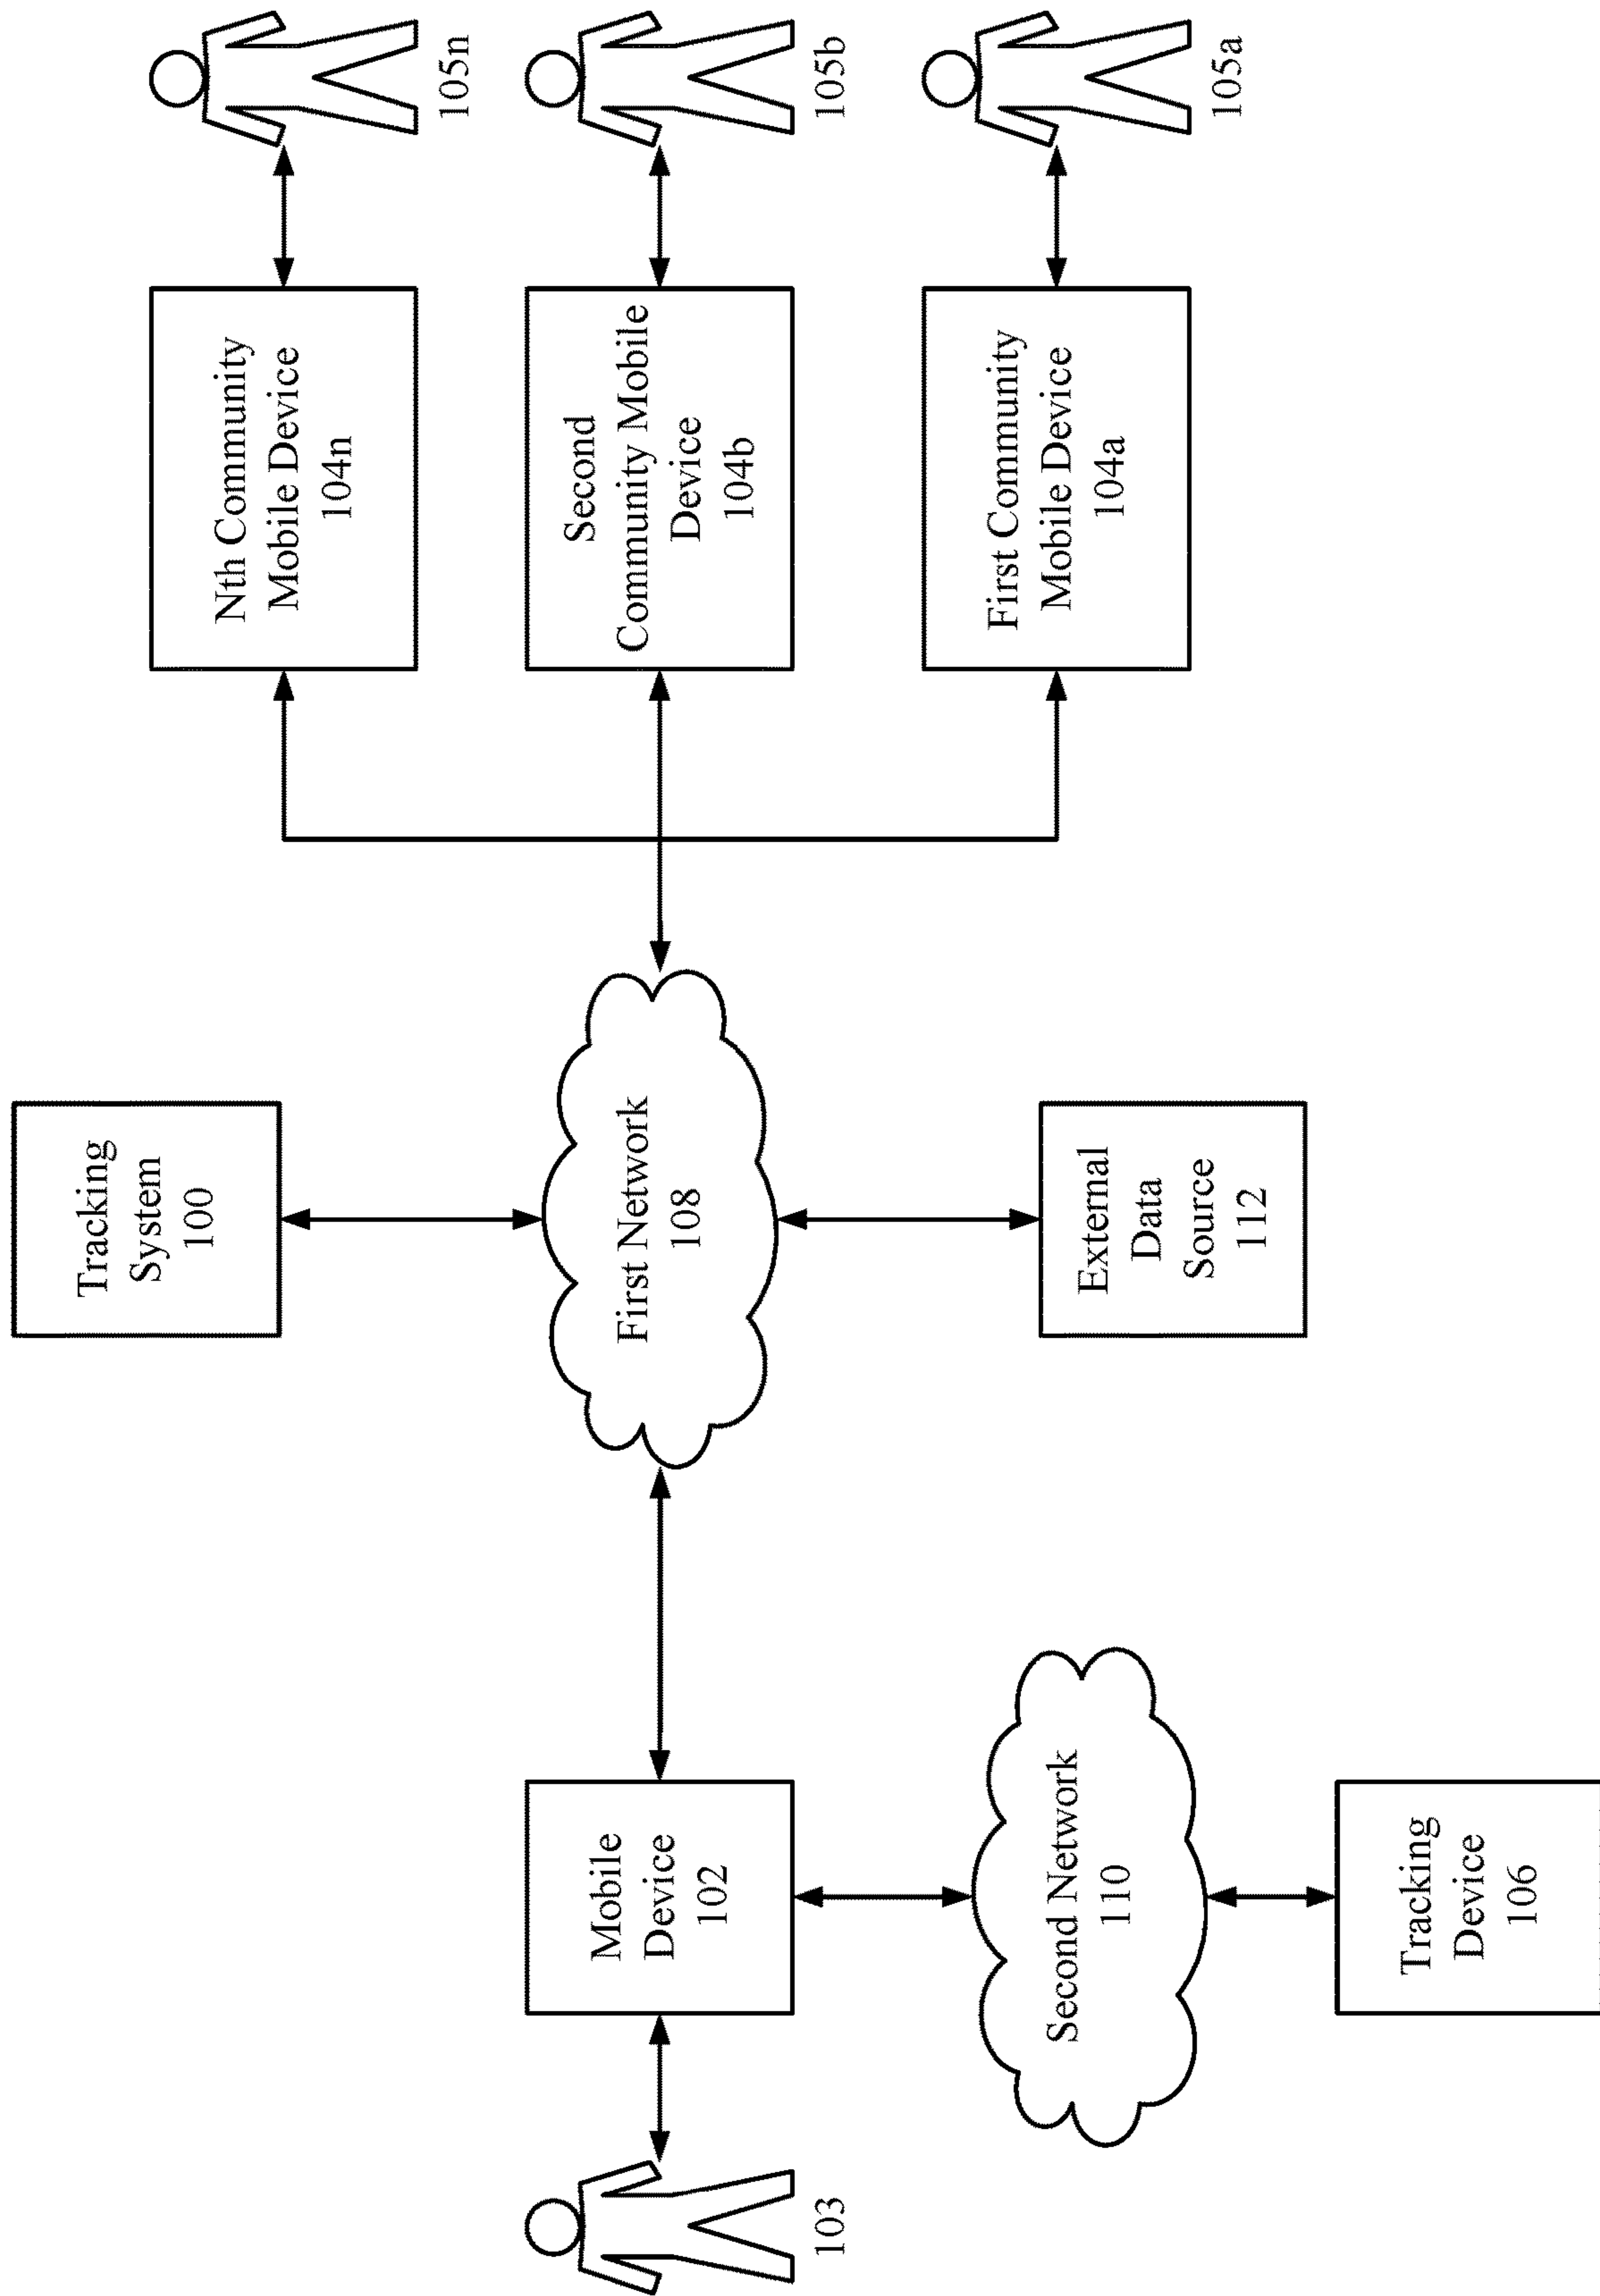 Tracking
System
100
Nth Community
Mobile Device
104n
105n
Mobile
Device
102
103
First Network
108
Second
Community Mobile
Device
104b
105b
Second Network
110
External
Data
Source
112
First Community
Mobile Device
104a
105a
Tracking
Device
106